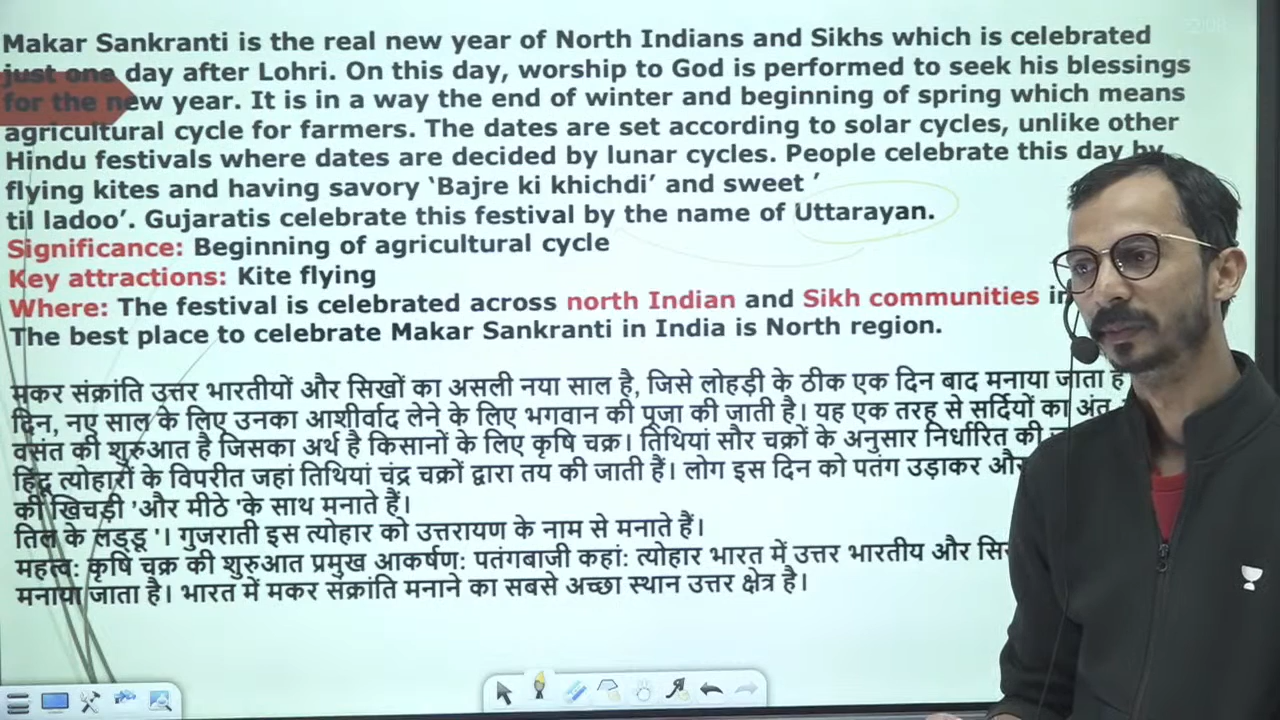 Makar Sankranti is the real new year of North Indians and Sikhs which is celebrated
just one day after Lohri. On this day, worship to God is performed to seek his blessings
for the new year. It is in a way the end of winter and beginning of spring which means
agricultural cycle for farmers. The dates are set according to solar cycles, unlike other
Hindu festivals where dates are decided by lunar cycles. People celebrate this day by
flying kites and having savory ‘Bajre ki khichdi’ and sweet ’
til ladoo’. Gujaratis celebrate this festival by the name of Uttarayan.
Significance: Beginning of agricultural cycle
Key attractions: Kite flying
Where: The festival is celebrated across north Indian and Sikh communities in
The best place to celebrate Makar Sankranti in India is North region.
मकर संक्रांति उत्तर भारतीयों और सिखों का असली नया साल है, जिसे लोहड़ी के ठीक एक दिन बाद मनाया जाता है
दिन, नए साल के लिए उनका आशीर्वाद लेने के लिए भगवान की पूजा की जाती है। यह एक तरह से सर्दियों का अंत
वसंत की शुरुआत है जिसका अर्थ है किसानों के लिए कृषि चक्र। तिथियां सौर चक्रों के अनुसार निर्धारित की
हिंदू त्योहारों के विपरीत जहां तिथियां चंद्र चक्रों द्वारा तय की जाती हैं। लोग इस दिन को पतंग उड़ाकर और
की खिचड़ी 'और मीठे 'के साथ मनाते हैं।
तिल के लड्डू '। गुजराती इस त्योहार को उत्तरायण के नाम से मनाते हैं।
महत्व: कृषि चक्र की शुरुआत प्रमुख आकर्षण: पतंगबाजी कहां: त्योहार भारत में उत्तर भारतीय और
मनाया जाता है। भारत में मकर संक्रांति मनाने का सबसे अच्छा स्थान उत्तर क्षेत्र है।